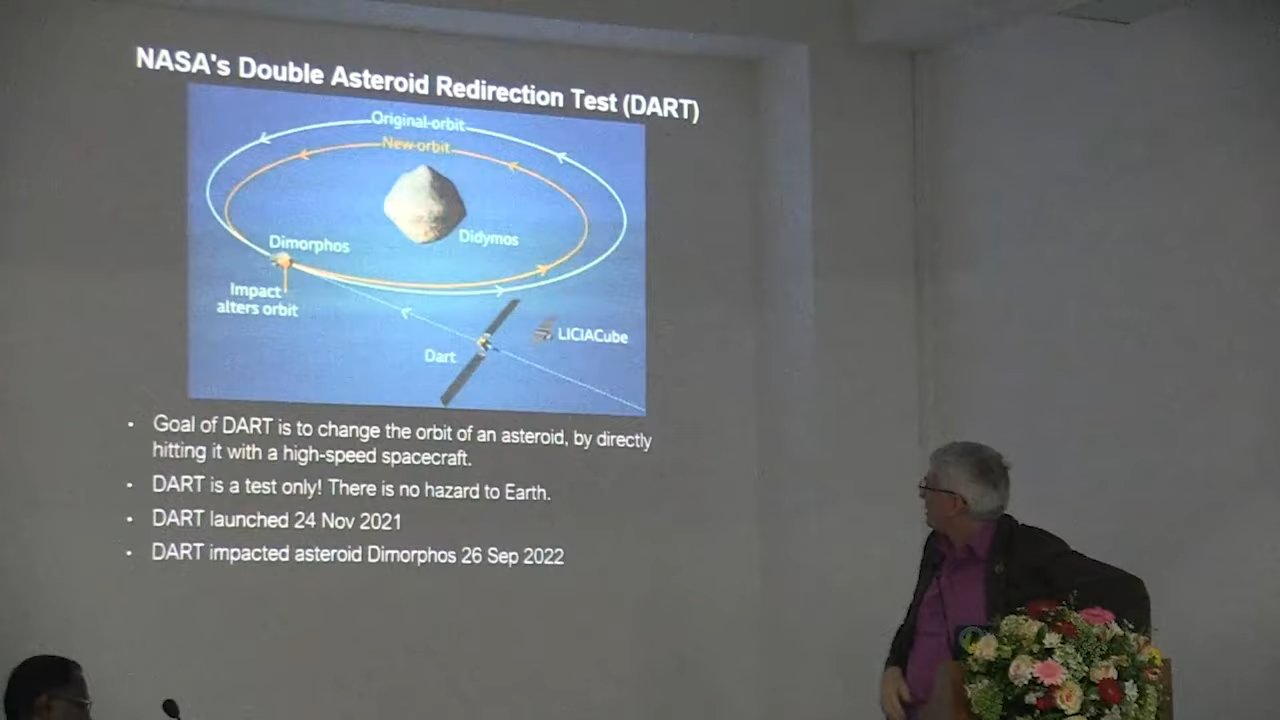 NASA's Double Asteroid Redirection Test (DART)
Original orbit
New orbit
Didymos
Dimorphos
Impact
alters orbit
LICIACube
Dart
• Goal of DART is to change the orbit of an asteroid, by directly
hitting it with a high-speed spacecraft.
• DART is a test only! There is no hazard to Earth.
• DART launched 24 Nov 2021
• DART impacted asteroid Dimorphos 26 Sep 2022